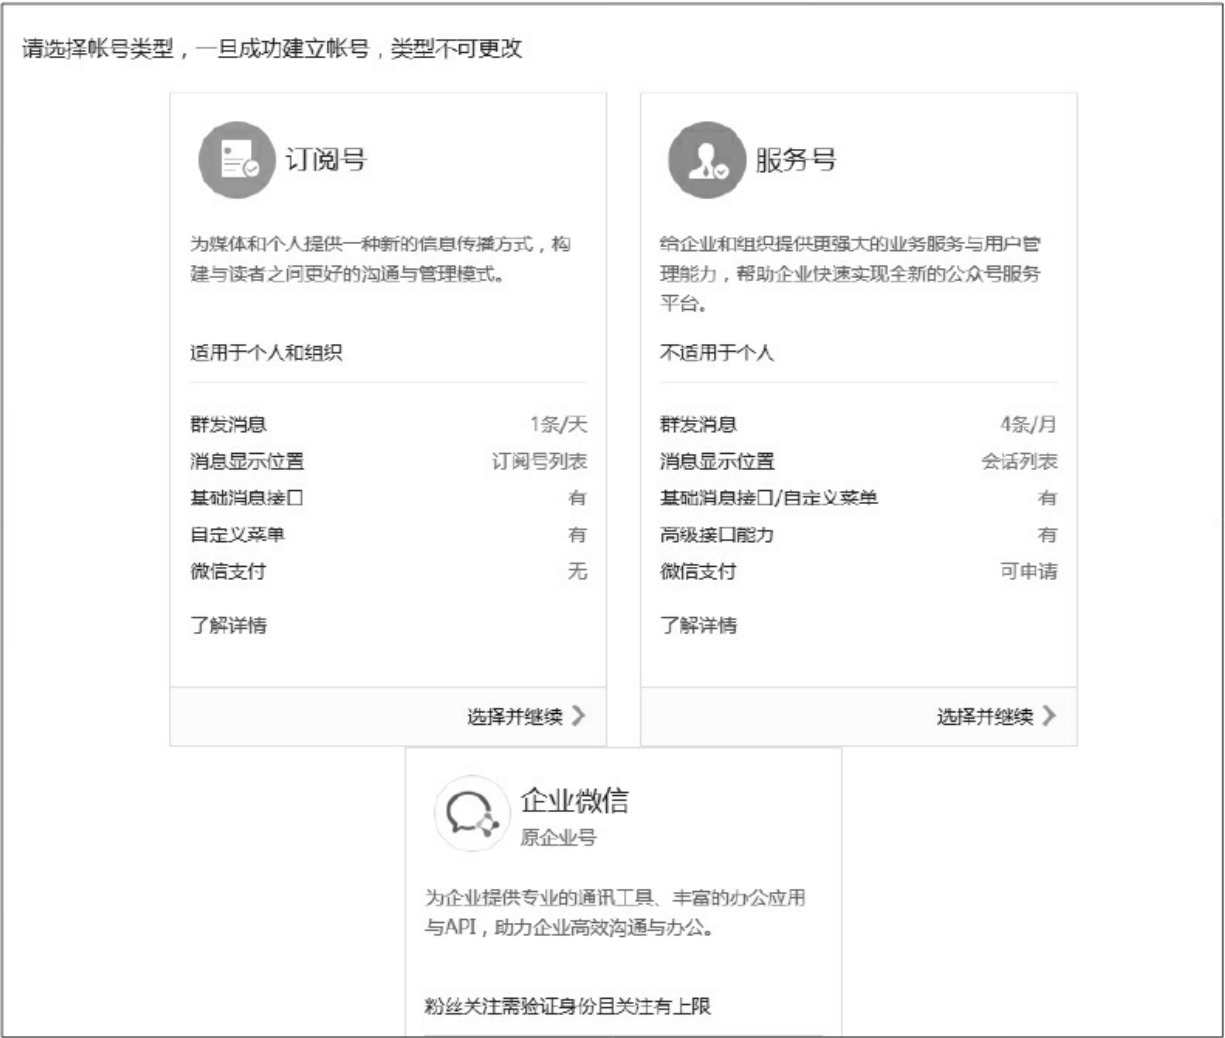 请选择帐号类型，一旦成功建立帐号，类型不可更改
订阅号
为媒体和个人提供一种新的信息传播方式，构
建与读者之间更好的沟通与管理模式。
适用于个人和组织
群发消息 1条/天
消息显示位置 订阅号列表
基础消息接口 有
自定义菜单 有
微信支付 无
了解详情
选择并继续
服务号
给企业和组织提供更强大的业务服务与用户管
理能力，帮助企业快速实现全新的公众号服务
平台。
不适用于个人
群发消息 4条/月
消息显示位置 会话列表
基础消息接口/自定义菜单 有
高级接口能力 有
微信支付 可申请
了解详情
选择并继续
企业微信
原企业号
为企业提供专业的通讯工具、丰富的办公应用
与API，助力企业高效沟通与办公。
粉丝关注需验证身份且关注有上限